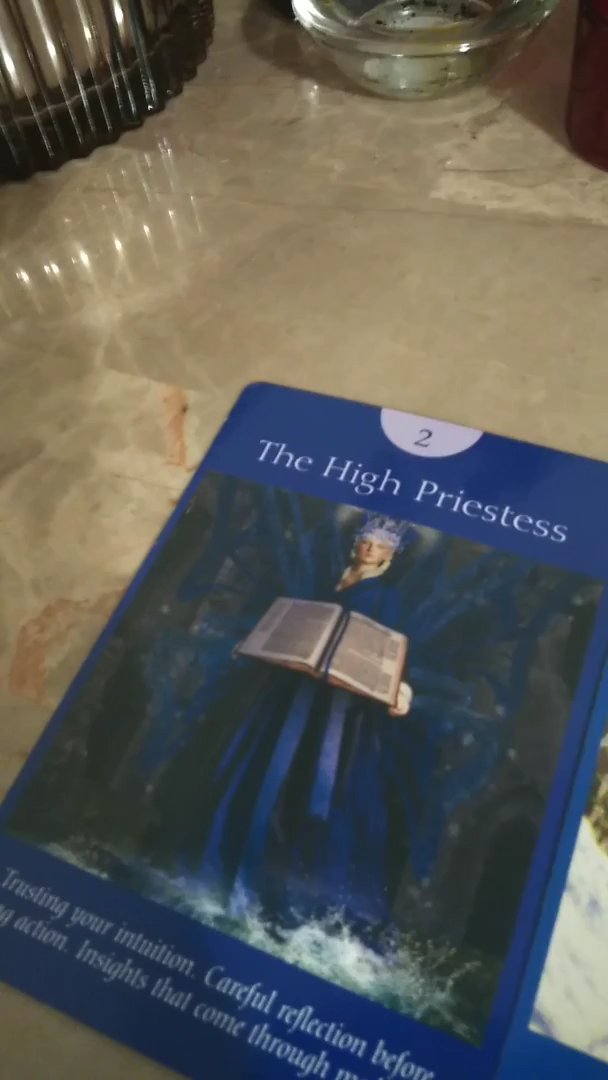 2
The High Priestess
Trusting your intuition. Careful reflection before
action. Insights that come through